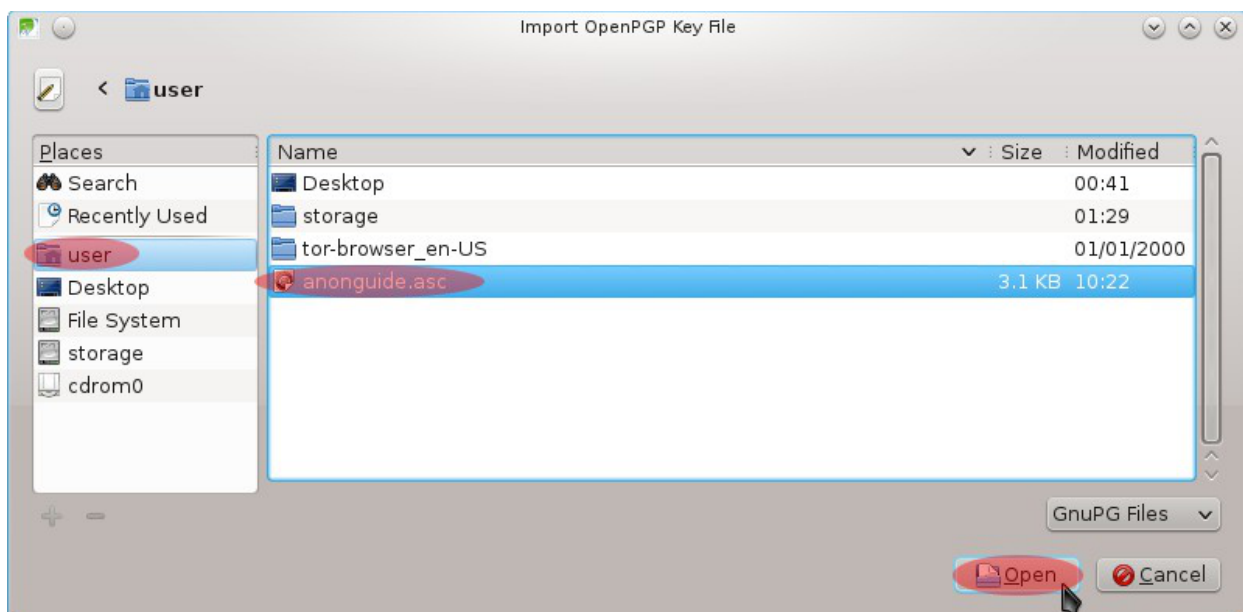 Import OpenPGP Key File
< user
Places
Name Size Modified
Search
Desktop 00:41
Recently Used
storage 01:29
user
tor-browser_en-US 01/01/2000
Desktop
anonguide.asc 3.1 KB 10:22
File System
storage
cdrom0
GnuPG Files
Open Cancel